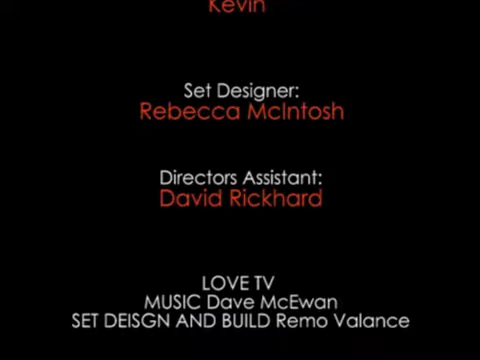 Kevin
Set Designer:
Rebecca McIntosh
Directors Assistant:
David Rickhard
LOVE TV
MUSIC Dave McEwan
SET DEISGN AND BUILD Remo Valance